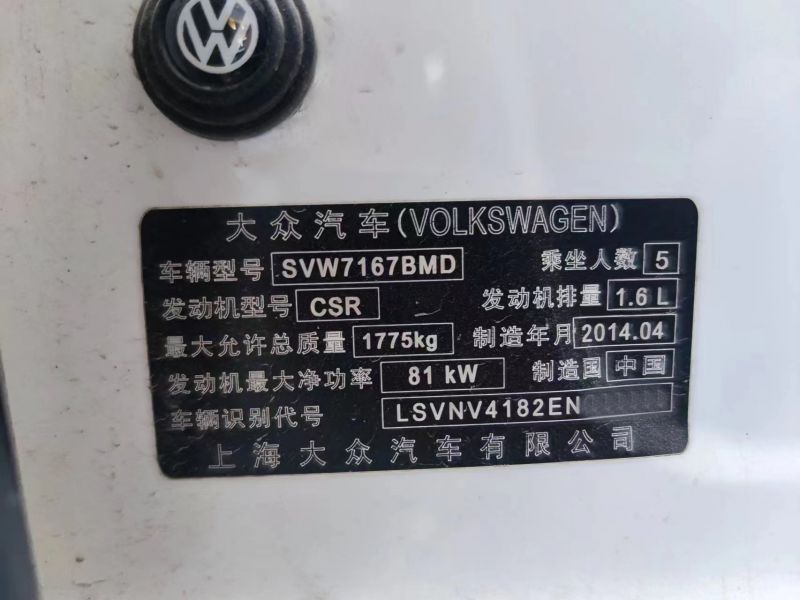 大众汽车(VOLKSWAGEN)
车辆型号 SVW7167BMD 乘坐人数 5
发动机型号 CSR 发动机排量 1.6 L
最大允许总质量 1775kg 制造年月 2014.04
发动机最大净功率 81 kW 制造国 中国
车辆识别代号 LSVNV4182EN
上海大众汽车有限公司